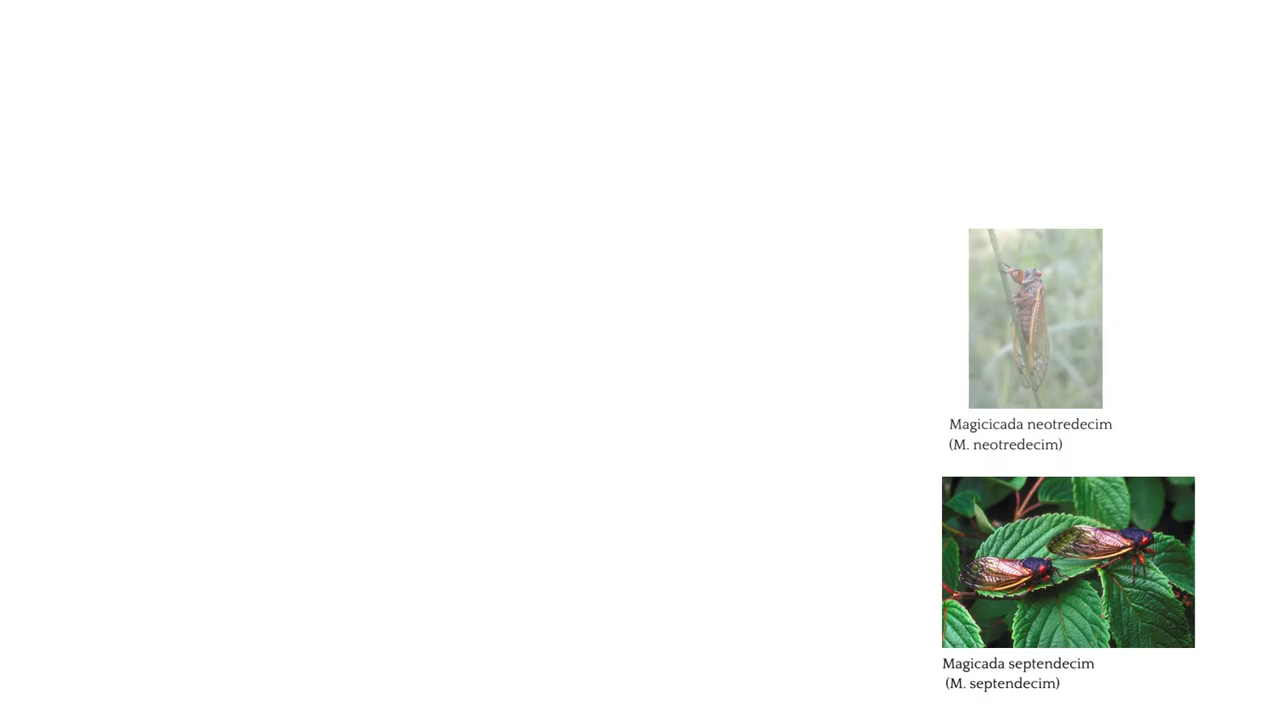 Magicicada neotredecim
(M. neotredecim)
Magicada septendecim
(M. septendecim)